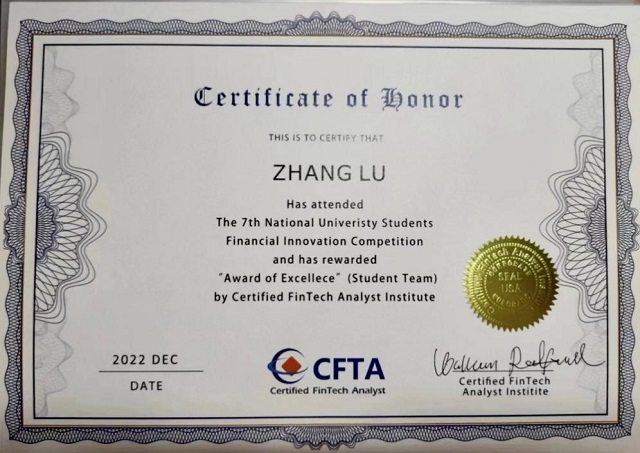 Certificate of Honor
THIS IS TO CERTIFY THAT
ZHANG LU
Has attended
The 7th National Univeristy Students
Financial Innovation Competition
and has rewarded
“Award of Excellece” (Student Team)
by Certified FinTech Analyst Institute
SEAL
USA
2022 DEC
DATE
CFTA
Certified FinTech Analyst
Certified FinTech
Analyst Institite